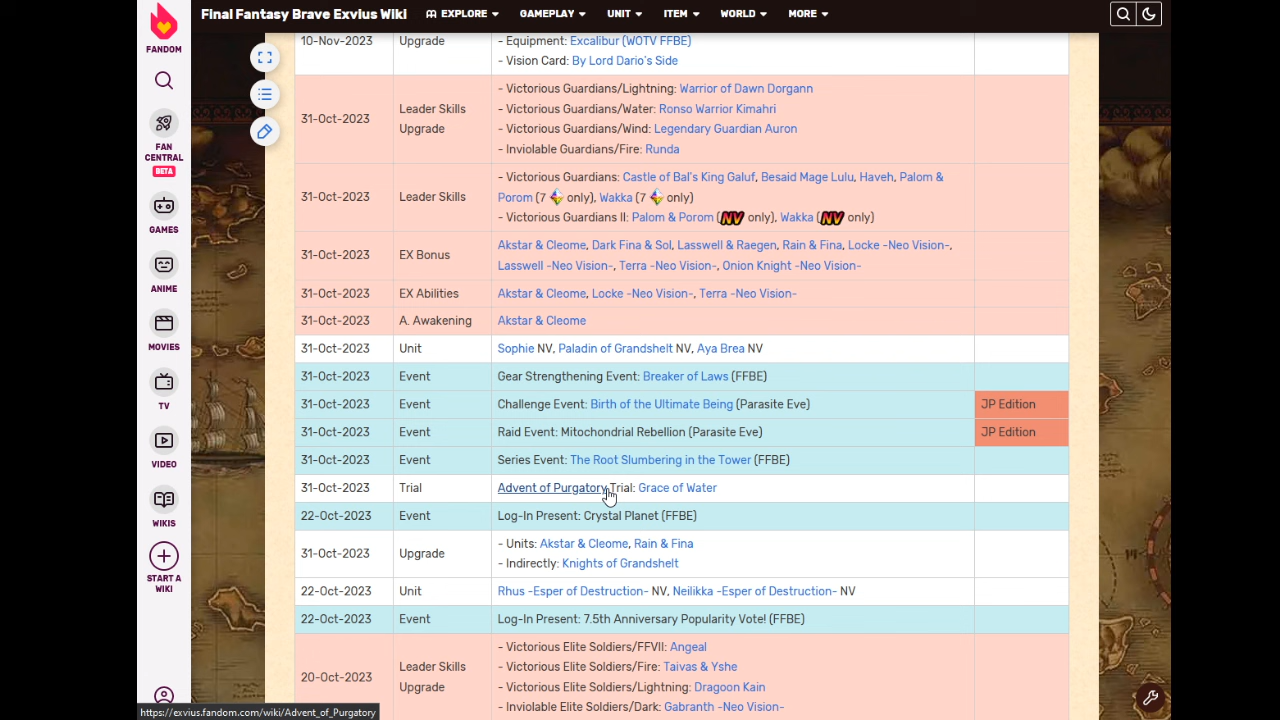 Final Fantasy Brave Exvius Wiki
EXPLORE GAMEPLAY UNIT ITEM WORLD MORE
FANDOM
FAN CENTRAL
BETA
GAMES
ANIME
MOVIES
TV
VIDEO
WIKIS
START A WIKI
10-Nov-2023 Upgrade - Equipment: Excalibur (WOTV FFBE)
- Vision Card: By Lord Dario's Side
31-Oct-2023 Leader Skills Upgrade - Victorious Guardians/Lightning: Warrior of Dawn Dorgann
- Victorious Guardians/Water: Ronso Warrior Kimahri
- Victorious Guardians/Wind: Legendary Guardian Auron
- Inviolable Guardians/Fire: Runda
31-Oct-2023 Leader Skills - Victorious Guardians: Castle of Bal's King Galuf, Besaid Mage Lulu, Haveh, Palom &
Porom (7 only), Wakka (7 only)
- Victorious Guardians II: Palom & Porom (NV only), Wakka (NV only)
31-Oct-2023 EX Bonus Akstar & Cleome, Dark Fina & Sol, Lasswell & Raegen, Rain & Fina, Locke -Neo Vision-,
Lasswell -Neo Vision-, Terra -Neo Vision-, Onion Knight -Neo Vision-
31-Oct-2023 EX Abilities Akstar & Cleome, Locke -Neo Vision-, Terra -Neo Vision-
31-Oct-2023 A. Awakening Akstar & Cleome
31-Oct-2023 Unit Sophie NV, Paladin of Grandshelt NV, Aya Brea NV
31-Oct-2023 Event Gear Strengthening Event: Breaker of Laws (FFBE)
31-Oct-2023 Event Challenge Event: Birth of the Ultimate Being (Parasite Eve) JP Edition
31-Oct-2023 Event Raid Event: Mitochondrial Rebellion (Parasite Eve) JP Edition
31-Oct-2023 Event Series Event: The Root Slumbering in the Tower (FFBE)
31-Oct-2023 Trial Advent of Purgatory Trial: Grace of Water
22-Oct-2023 Event Log-In Present: Crystal Planet (FFBE)
31-Oct-2023 Upgrade - Units: Akstar & Cleome, Rain & Fina
- Indirectly: Knights of Grandshelt
22-Oct-2023 Unit Rhus -Esper of Destruction- NV, Neilikka -Esper of Destruction- NV
22-Oct-2023 Event Log-In Present: 7.5th Anniversary Popularity Vote! (FFBE)
20-Oct-2023 Leader Skills Upgrade - Victorious Elite Soldiers/FFVII: Angeal
- Victorious Elite Soldiers/Fire: Taivas & Yshe
- Victorious Elite Soldiers/Lightning: Dragoon Kain
- Inviolable Elite Soldiers/Dark: Gabranth -Neo Vision-
https://exvius.fandom.com/wiki/Advent_of_Purgatory